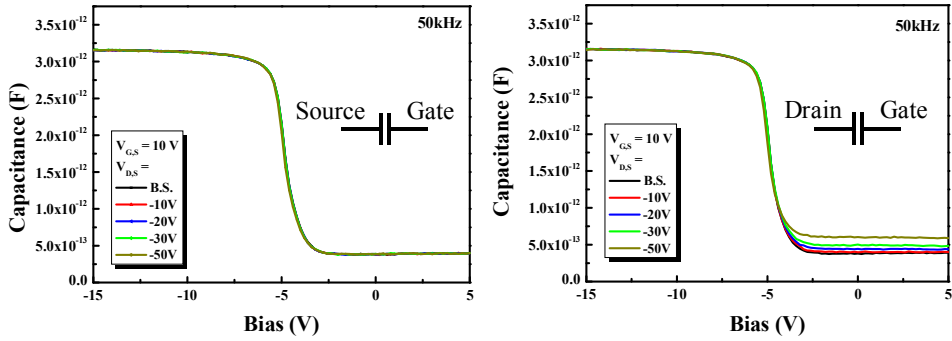 50kHz
3.5x10^-12
3.0x10^-12
2.5x10^-12
2.0x10^-12
1.5x10^-12
1.0x10^-12
5.0x10^-13
0.0
Capacitance (F)
Source Gate
V_G,S = 10 V
V_D,S =
B.S.
-10V
-20V
-30V
-50V
-15 -10 -5 0 5
Bias (V)
50kHz
3.5x10^-12
3.0x10^-12
2.5x10^-12
2.0x10^-12
1.5x10^-12
1.0x10^-12
5.0x10^-13
0.0
Capacitance (F)
Drain Gate
V_G,S = 10 V
V_D,S =
B.S.
-10V
-20V
-30V
-50V
-15 -10 -5 0 5
Bias (V)